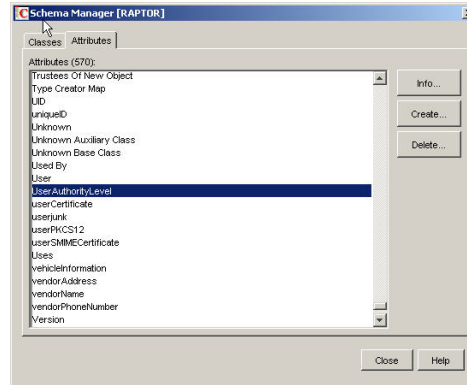 Schema Manager [RAPTOR]
Classes Attributes
Attributes (570):
Trustees Of New Object
Type Creator Map
UID
uniqueID
Unknown
Unknown Auxiliary Class
Unknown Base Class
Used By
User
UserAuthorityLevel
userCertificate
userjunk
userPKCS12
userSMIMECertificate
Uses
vehicleInformation
vendorAddress
vendorName
vendorPhoneNumber
Version
Info...
Create...
Delete...
Close Help